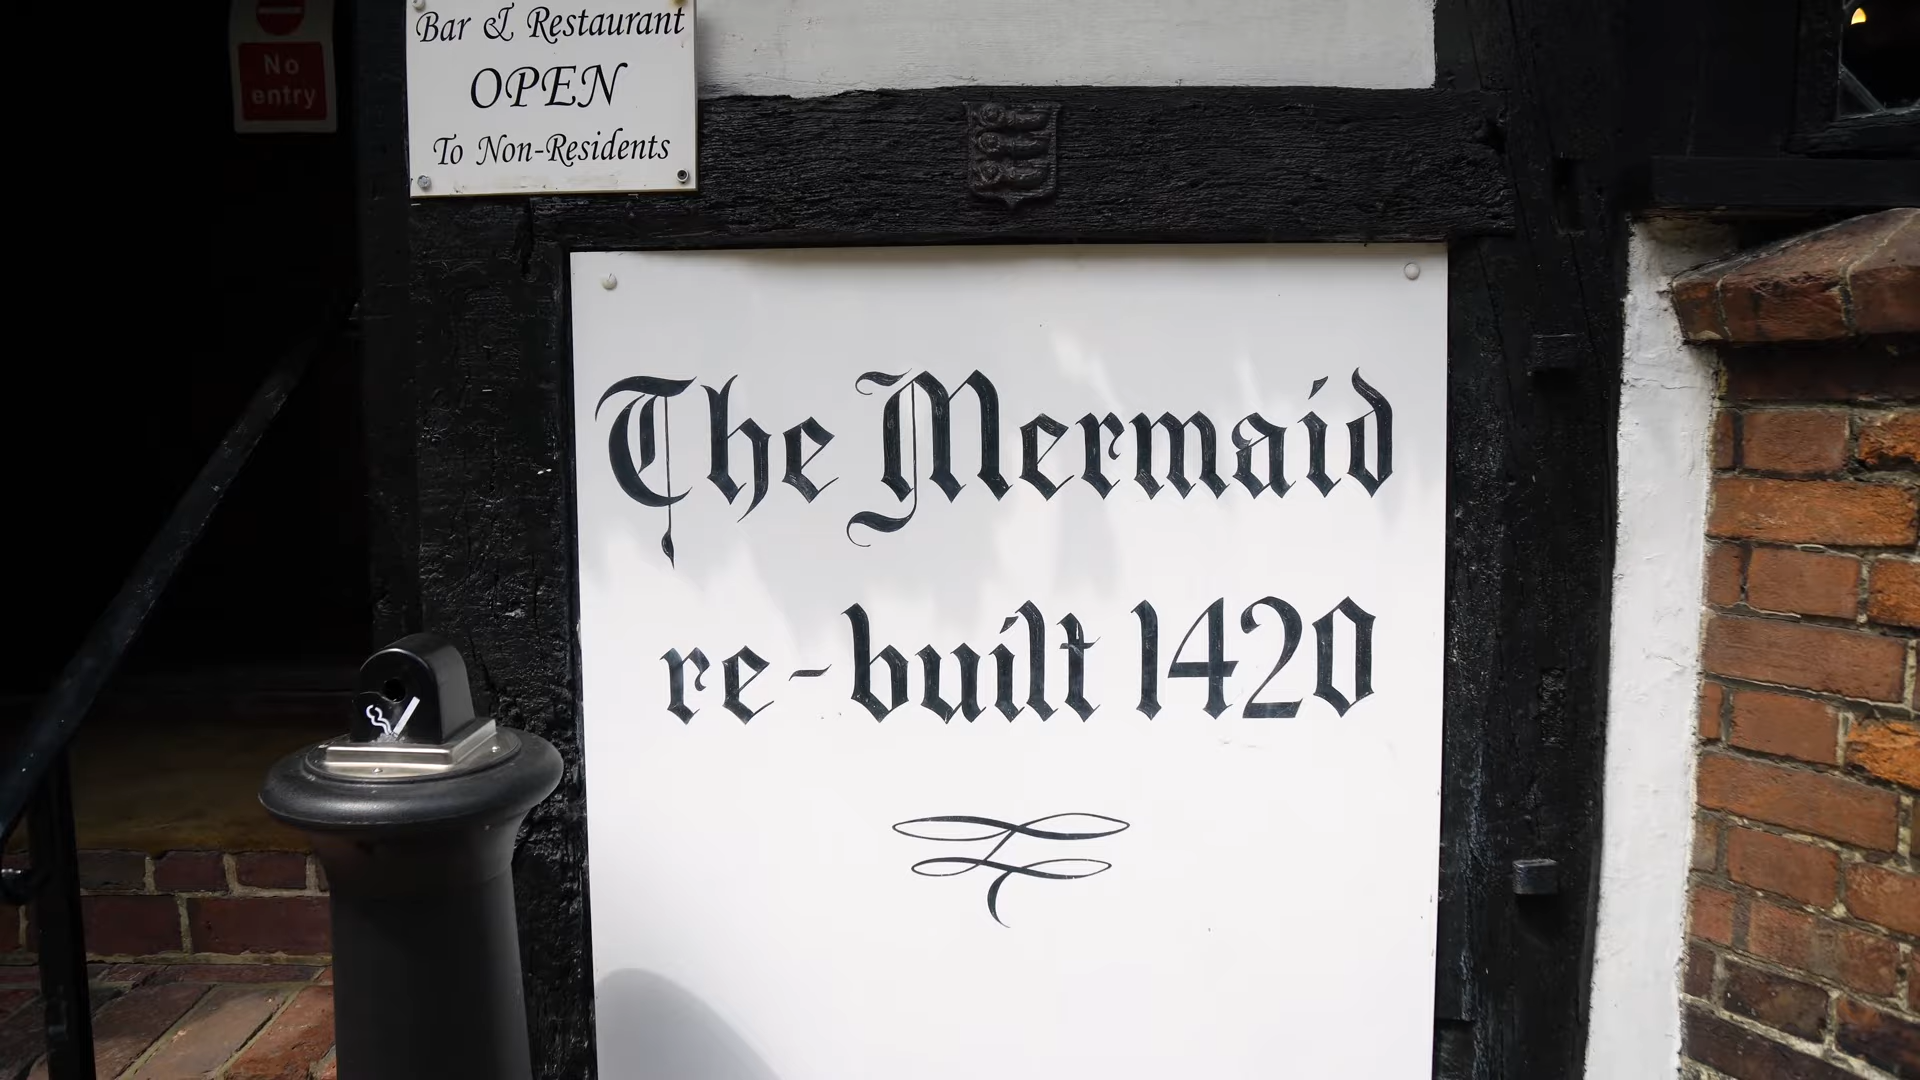 No
entry
Bar & Restaurant
OPEN
To Non-Residents
The Mermaid
re-built 1420